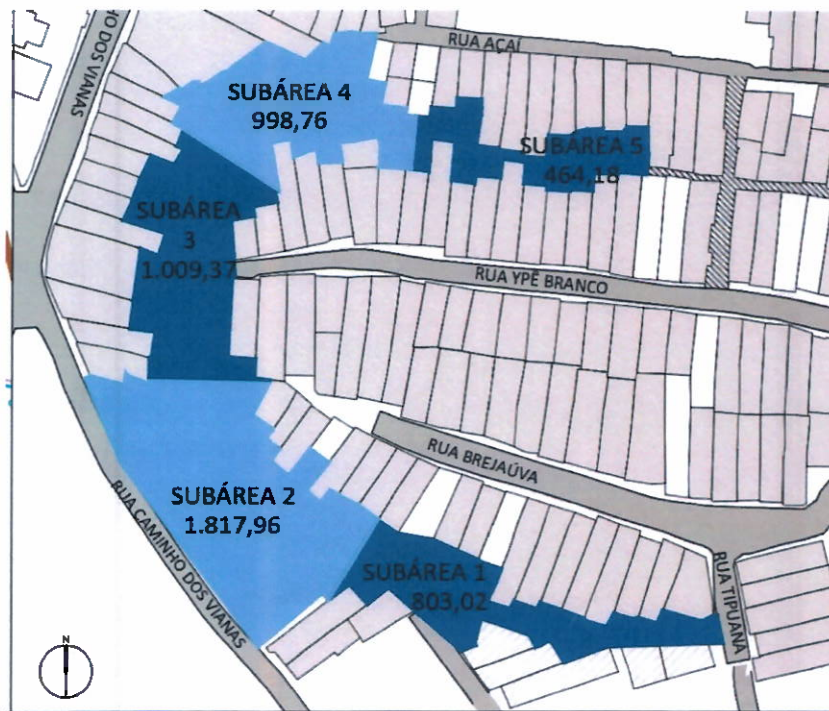 RUA AÇAÍ
HO DOS VIANAS
SUBÁREA 4
998,76
SUBÁREA 5
464,18
SUBÁREA
3
1.009,37
RUA YPÊ BRANCO
RUA BREJAÚVA
SUBÁREA 2
1.817,96
RUA CAMINHO DOS VIANAS
SUBÁREA 1
803,02
RUA TIPUANA
N